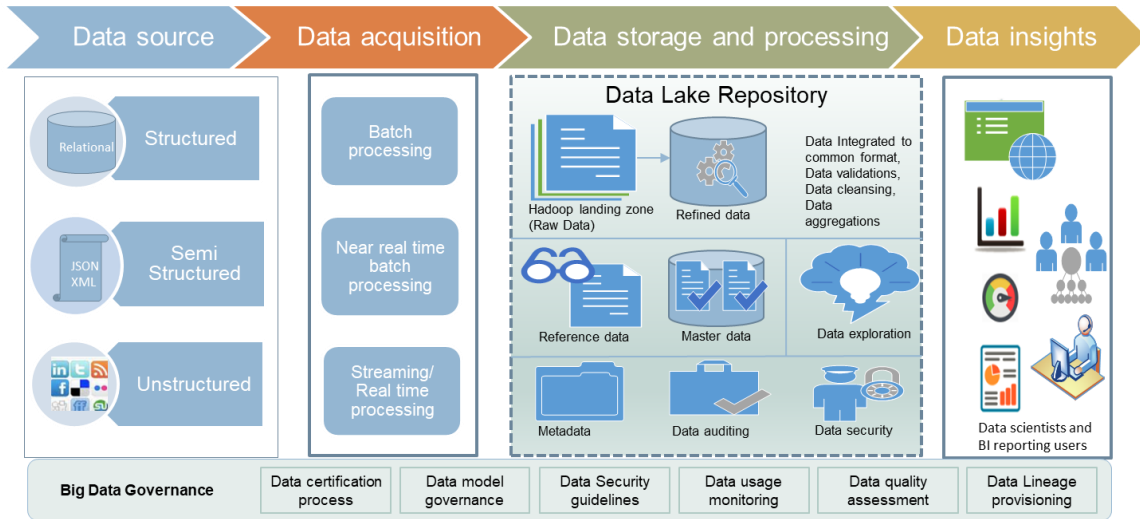 Data source
Data acquisition
Data storage and processing
Data insights
Relational
Structured
JSON
XML
Semi
Structured
in
f
Unstructured
Batch
processing
Near real time
batch
processing
Streaming/
Real time
processing
Data Lake Repository
Hadoop landing zone
(Raw Data)
Refined data
Data Integrated to
common format,
Data validations,
Data cleansing,
Data
aggregations
Reference data
Master data
Data exploration
Metadata
Data auditing
Data security
Data scientists and
BI reporting users
Big Data Governance
Data certification
process
Data model
governance
Data Security
guidelines
Data usage
monitoring
Data quality
assessment
Data Lineage
provisioning